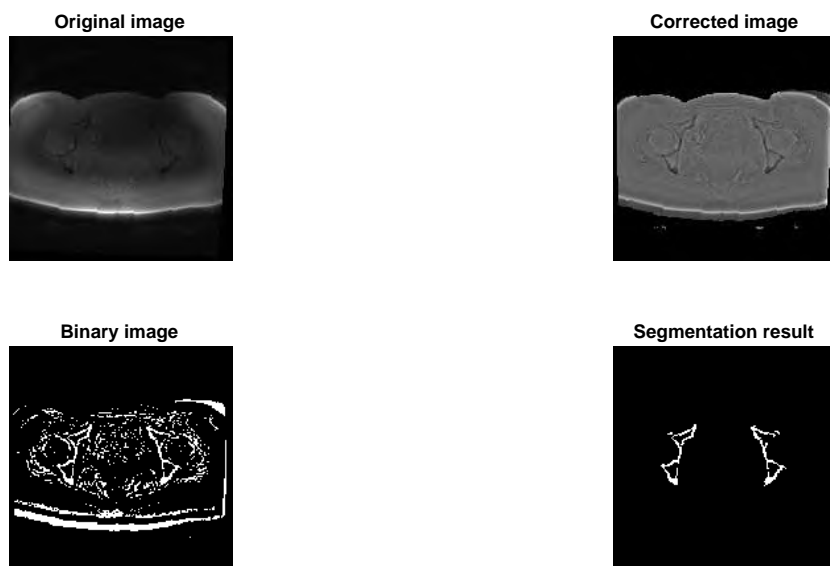 Original image
Corrected image
Binary image
Segmentation result